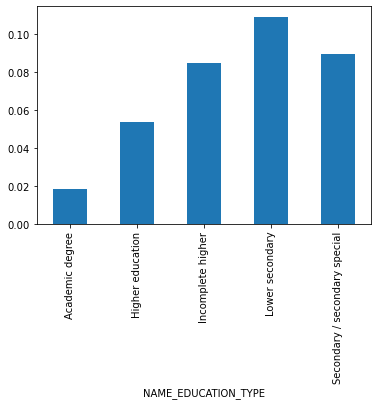 0.10
0.08
0.06
0.04
0.02
0.00
Academic degree
Higher education
Incomplete higher
Lower secondary
Secondary / secondary special
NAME_EDUCATION_TYPE